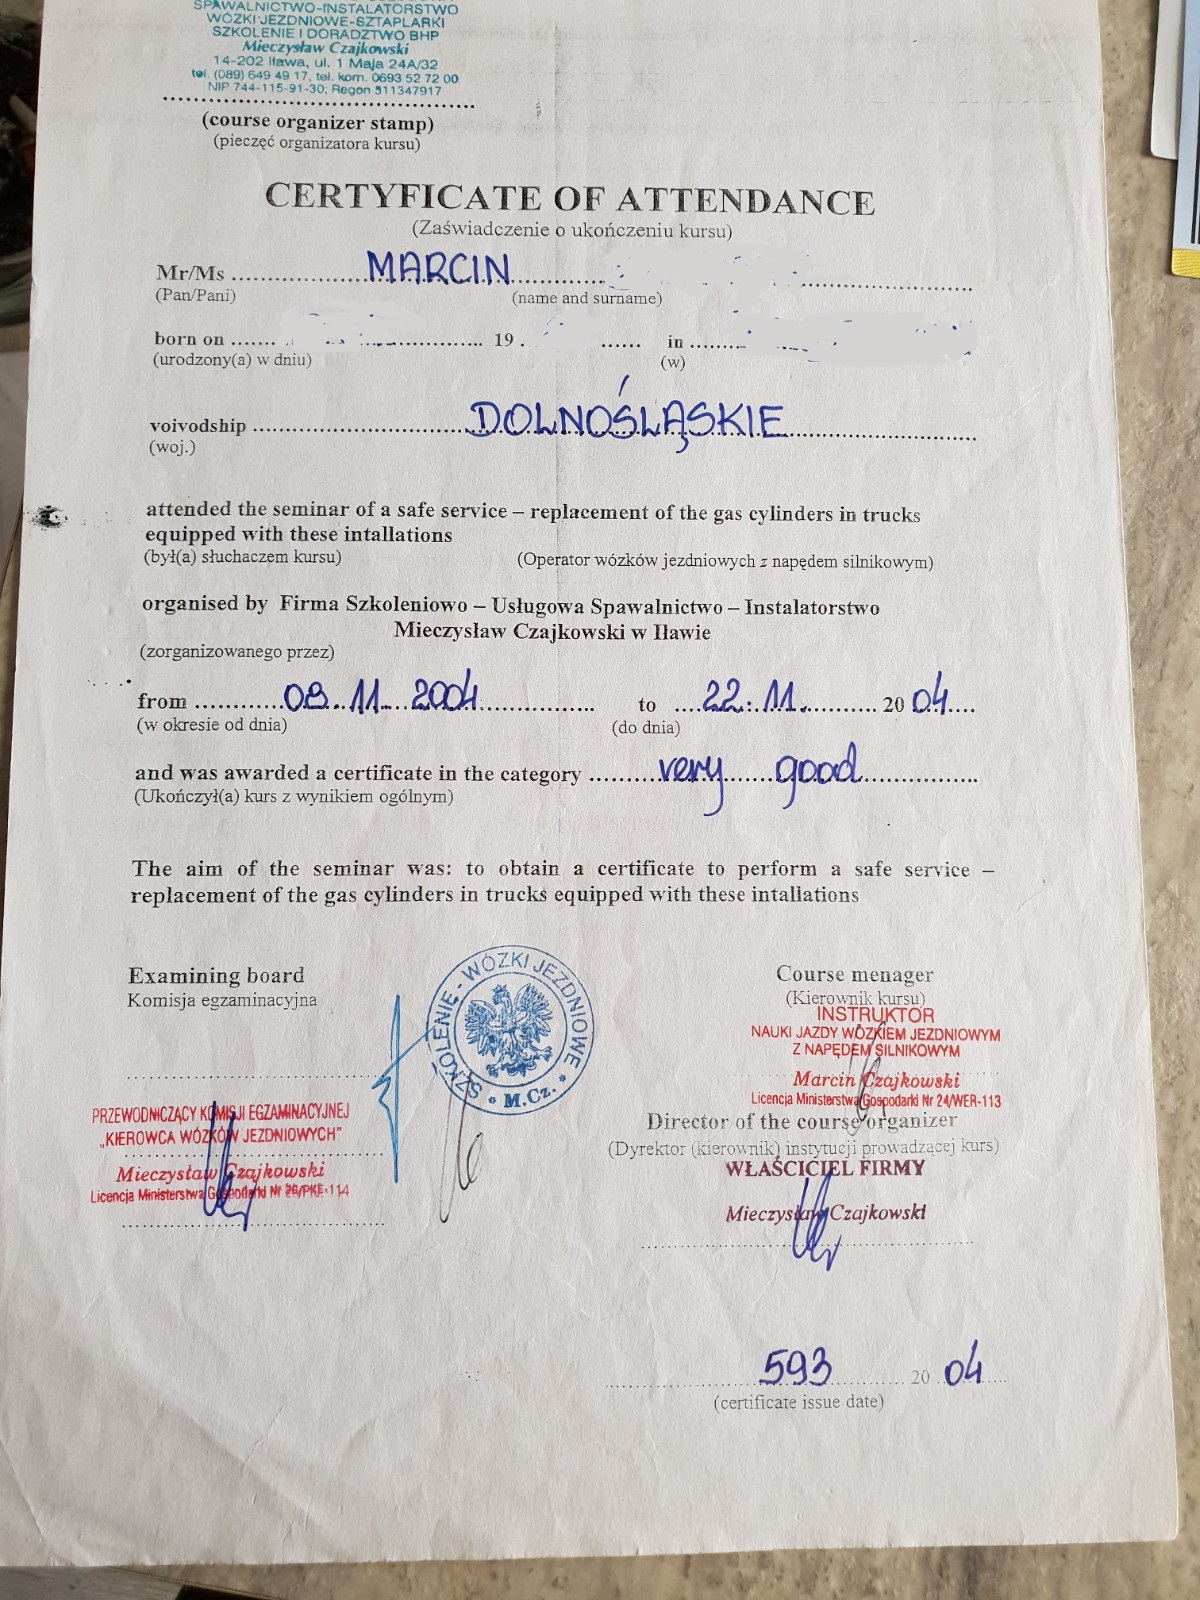 SPAWALNICTWO-INSTALATORSTWO
WÓZKI JEZDNIOWE-SZTAPLARKI
SZKOLENIE I DORADZTWO BHP
Mieczysław Czajkowski
14-202 Iława, ul. 1 Maja 24A/32
tel. (089) 649 49 17, tel. kom. 0693 52 72 00
NIP 744-115-91-30; Regon 511347917
(course organizer stamp)
(pieczęć organizatora kursu)
CERTYFICATE OF ATTENDANCE
(Zaświadczenie o ukończeniu kursu)
Mr/Ms MARCIN
(Pan/Pani) (name and surname)
born on 19 in
(urodzony(a) w dniu) (w)
voivodship DOLNOŚLĄSKIE
(woj.)
attended the seminar of a safe service – replacement of the gas cylinders in trucks
equipped with these intallations
(był(a) słuchaczem kursu) (Operator wózków jezdniowych z napędem silnikowym)
organised by Firma Szkoleniowo – Usługowa Spawalnictwo – Instalatorstwo
Mieczysław Czajkowski w Iławie
(zorganizowanego przez)
from 08.11.2004 to 22.11. 2004
(w okresie od dnia) (do dnia)
and was awarded a certificate in the category very good
(Ukończył(a) kurs z wynikiem ogólnym)
The aim of the seminar was: to obtain a certificate to perform a safe service –
replacement of the gas cylinders in trucks equipped with these intallations
Examining board
Komisja egzaminacyjna
SZKOLENIE - WÓZKI JEZDNIOWE
* M.Cz. *
PRZEWODNICZĄCY KOMISJI EGZAMINACYJNEJ
„KIEROWCA WÓZKÓW JEZDNIOWYCH"
Mieczysław Czajkowski
Licencja Ministerstwa Gospodarki Nr 26/PKE-114
Course menager
(Kierownik kursu)
INSTRUKTOR
NAUKI JAZDY WÓZKIEM JEZDNIOWYM
Z NAPĘDEM SILNIKOWYM
Marcin Czajkowski
Licencja Ministerstwa Gospodarki Nr 24/WER-113
Director of the course organizer
(Dyrektor (kierownik) instytucji prowadzącej kurs)
WŁAŚCICIEL FIRMY
Mieczysław Czajkowski
593 2004
(certificate issue date)